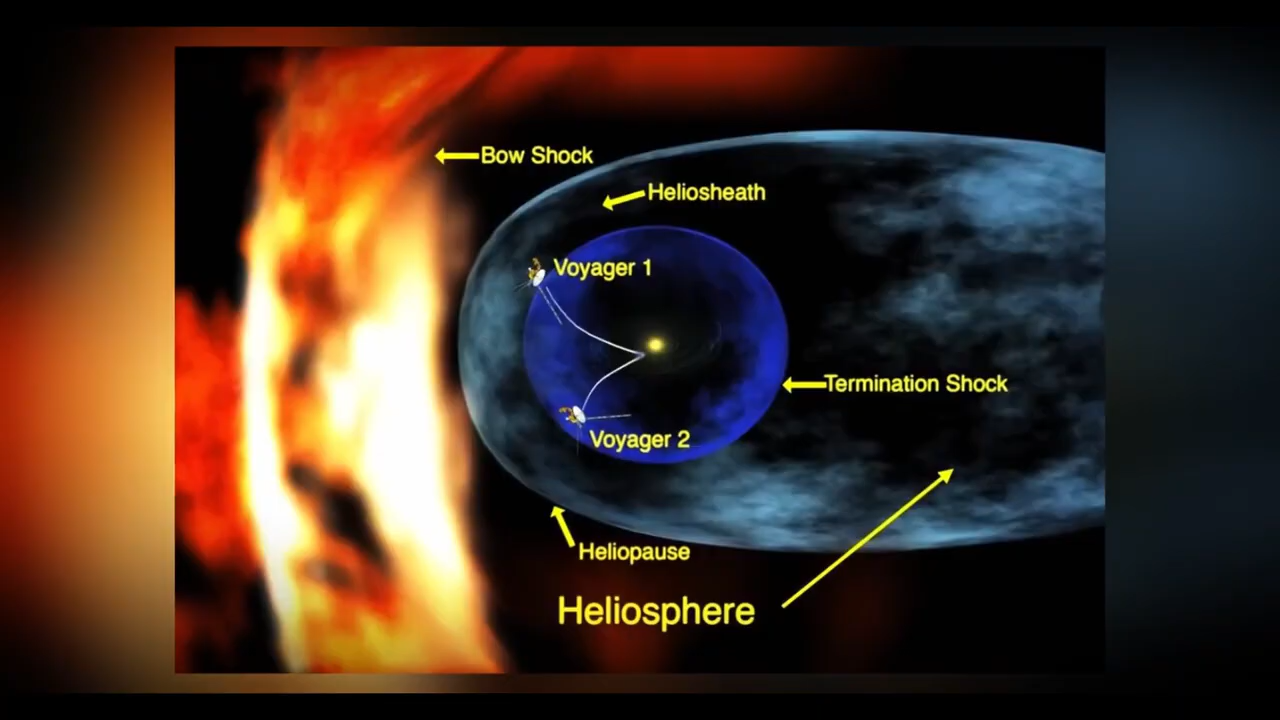 Bow Shock
Heliosheath
Voyager 1
Termination Shock
Voyager 2
Heliopause
Heliosphere